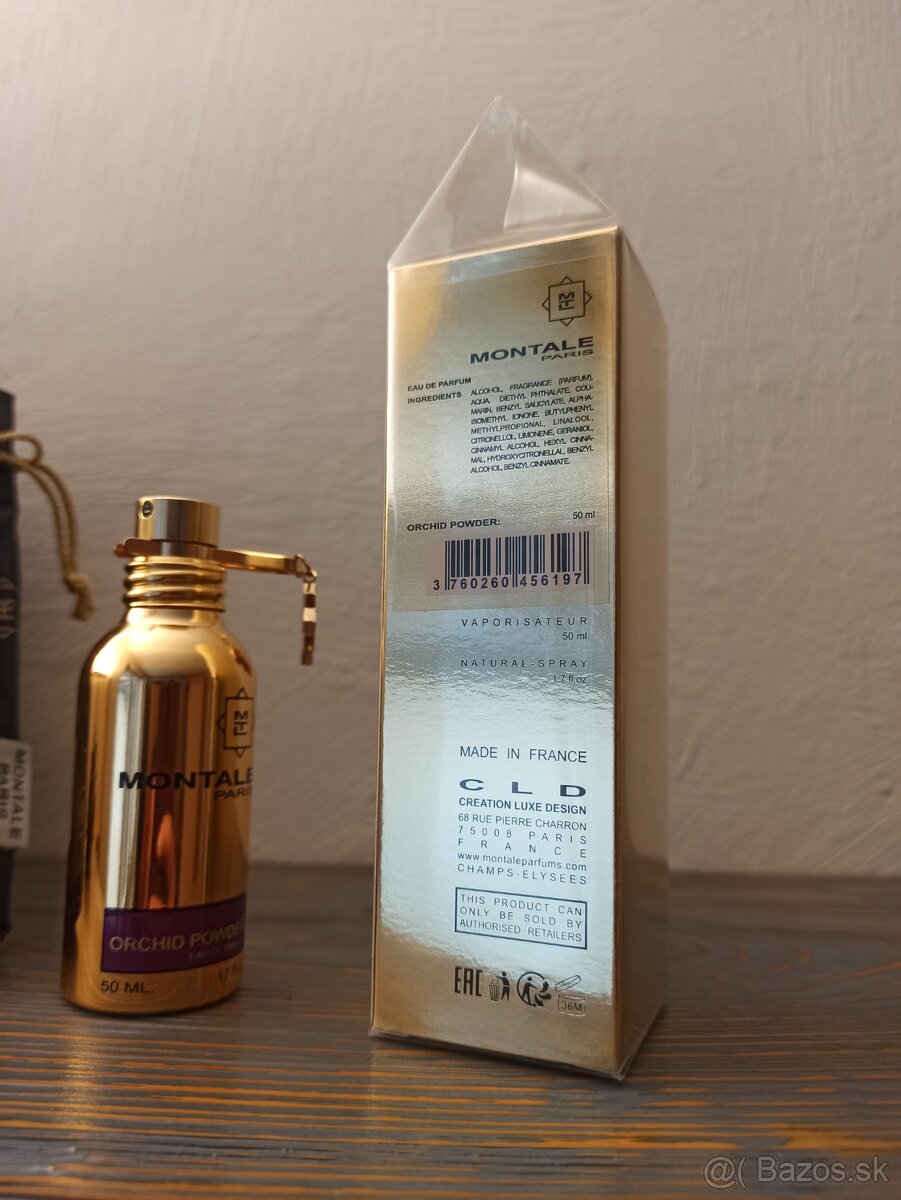 MTL
MONTALE
PARIS
EAU DE PARFUM
INGREDIENTS
ALCOHOL, FRAGRANCE (PARFUM),
AQUA, DIETHYL PHTHALATE, COU-
MARIN, BENZYL SALICYLATE, ALPHA-
ISOMETHYL IONONE, BUTYLPHENYL
METHYLPROPIONAL, LINALOOL,
CITRONELLOL, LIMONENE, GERANIOL,
CINNAMYL ALCOHOL, HEXYL CINNA-
MAL, HYDROXYCITRONELLAL, BENZYL
ALCOHOL, BENZYL CINNAMATE.
ORCHID POWDER: 50 ml
3 760260 456197
VAPORISATEUR
50 ml
NATURAL-SPRAY
1.7 fl oz
MADE IN FRANCE
CLD
CREATION LUXE DESIGN
68 RUE PIERRE CHARRON
75008 PARIS
FRANCE
www.montaleparfums.com
CHAMPS-ELYSEES
THIS PRODUCT CAN
ONLY BE SOLD BY
AUTHORISED RETAILERS
EAC
36M
MTL
MONTALE
PARIS
ORCHID POWDER
50 ML.
MONTALE
PARIS
@( Bazos.sk